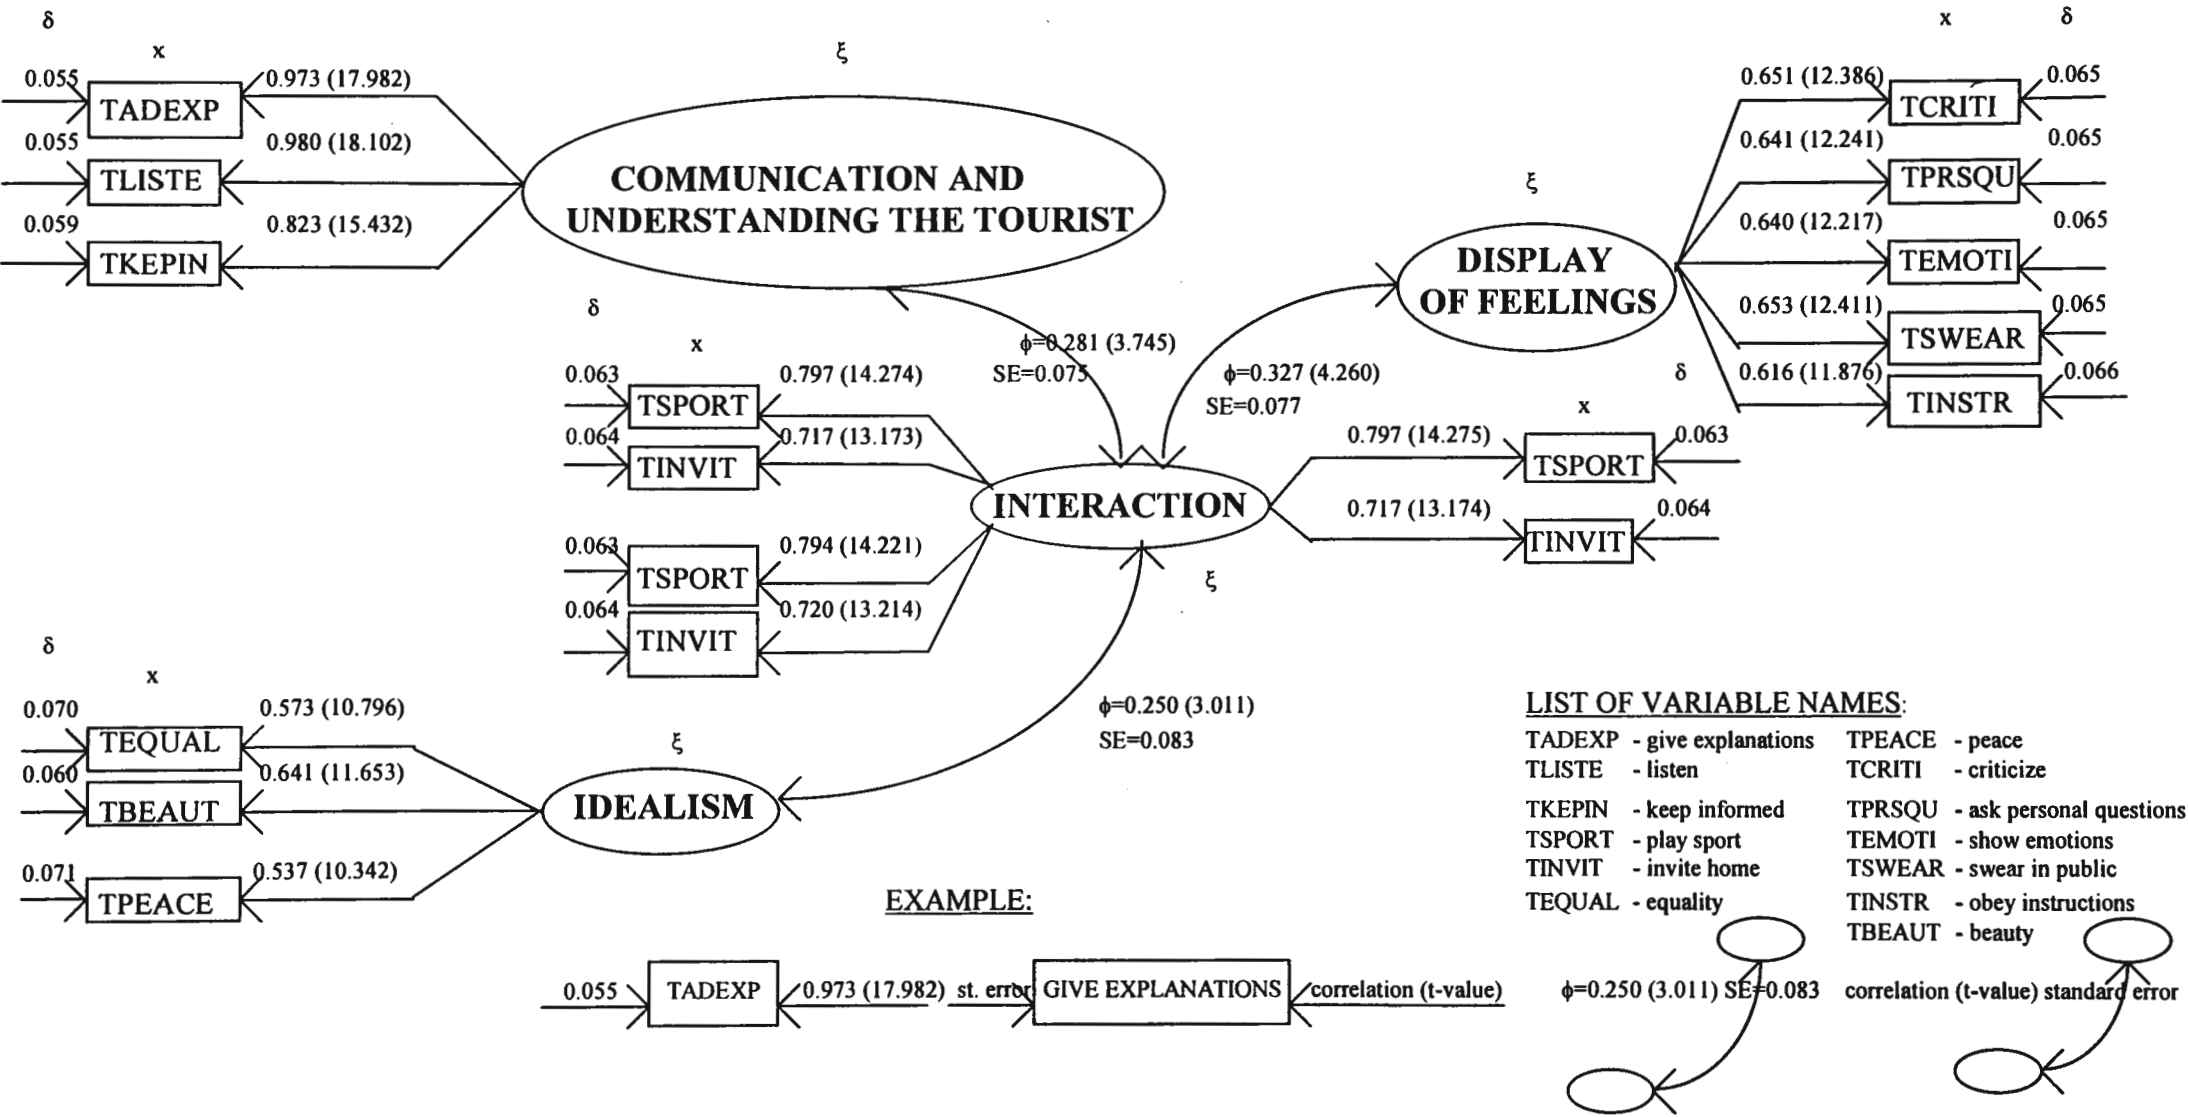 δ
x
0.055
TADEXP
0.973 (17.982)
0.055
TLISTE
0.980 (18.102)
0.059
TKEPIN
0.823 (15.432)
ξ
COMMUNICATION AND
UNDERSTANDING THE TOURIST
x
δ
ξ
DISPLAY
OF FEELINGS
0.651 (12.386)
TCRITI
0.065
0.641 (12.241)
TPRSQU
0.065
0.640 (12.217)
TEMOTI
0.065
0.653 (12.411)
TSWEAR
0.065
0.616 (11.876)
TINSTR
0.066
ϕ=0.281 (3.745)
SE=0.075
ϕ=0.327 (4.260)
SE=0.077
δ
x
0.063
TSPORT
0.797 (14.274)
0.064
TINVIT
0.717 (13.173)
0.063
TSPORT
0.794 (14.221)
0.064
TINVIT
0.720 (13.214)
INTERACTION
ξ
δ
x
0.797 (14.275)
TSPORT
0.063
0.717 (13.174)
TINVIT
0.064
ϕ=0.250 (3.011)
SE=0.083
δ
x
0.070
TEQUAL
0.573 (10.796)
0.060
TBEAUT
0.641 (11.653)
0.071
TPEACE
0.537 (10.342)
ξ
IDEALISM
LIST OF VARIABLE NAMES:
TADEXP - give explanations TPEACE - peace
TLISTE - listen TCRITI - criticize
TKEPIN - keep informed TPRSQU - ask personal questions
TSPORT - play sport TEMOTI - show emotions
TINVIT - invite home TSWEAR - swear in public
TEQUAL - equality TINSTR - obey instructions
TBEAUT - beauty
EXAMPLE:
0.055 TADEXP 0.973 (17.982) st. error GIVE EXPLANATIONS correlation (t-value)
ϕ=0.250 (3.011) SE=0.083 correlation (t-value) standard error